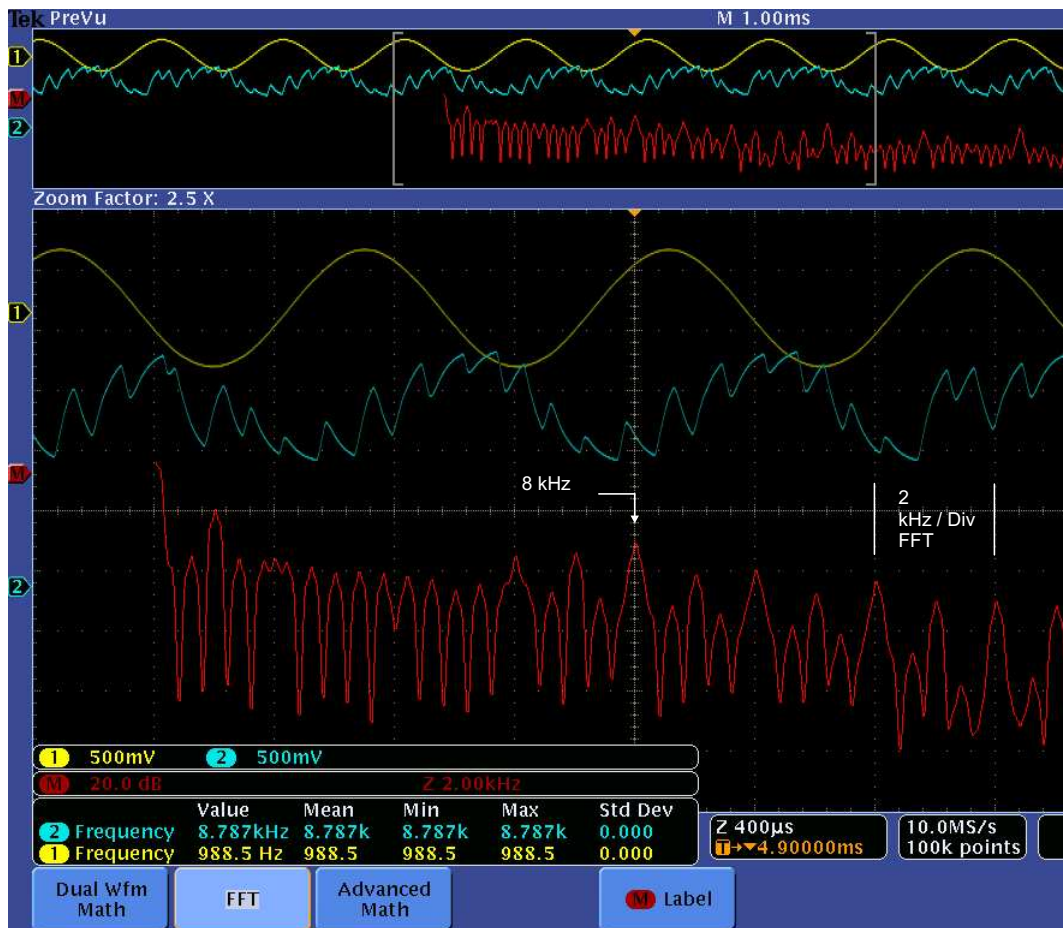 Tek PreVu M 1.00ms
1
M
2
Zoom Factor: 2.5 X
1
M
8 kHz
2
kHz / Div
FFT
2
1 500mV 2 500mV
M 20.0 dB Z 2.00kHz
Value Mean Min Max Std Dev
2 Frequency 8.787kHz 8.787k 8.787k 8.787k 0.000
1 Frequency 988.5 Hz 988.5 988.5 988.5 0.000
Z 400µs
T→▼4.90000ms
10.0MS/s
100k points
Dual Wfm
Math
FFT
Advanced
Math
M Label